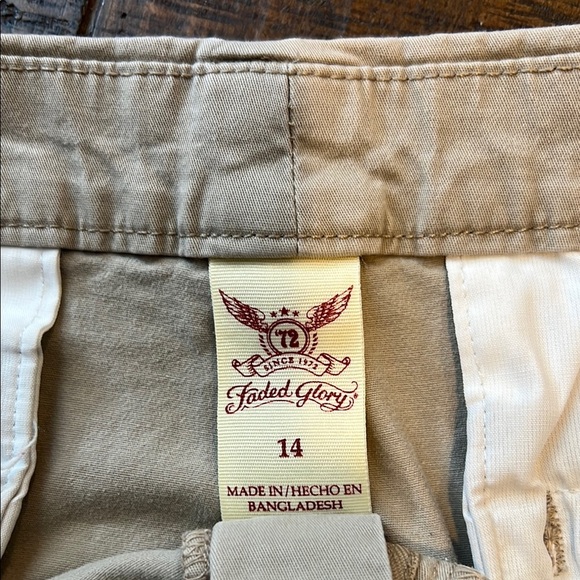 '72
SINCE 1972
Faded Glory®
14
MADE IN/HECHO EN
BANGLADESH